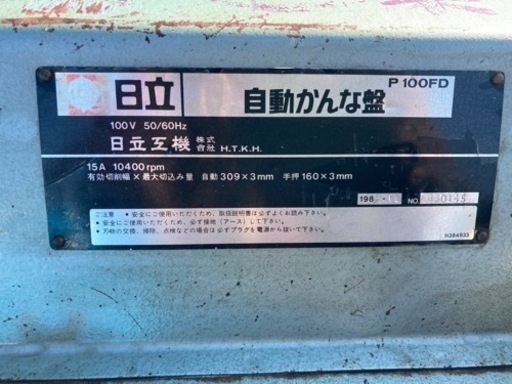 日立
自動かんな盤
P 100FD
100V 50/60Hz
日立工機 株式會社 H.T.K.H.
15A 10400rpm
有効切削幅×最大切込み量 自動 309×3mm 手押 160×3mm
198 NO.
注意
● 安全にご使用いただくため、取扱説明書は必ずよくお読み下さい。
● 安全にご使用いただくため、必ず接地（アース）して下さい。
● 刃物の交換、掃除、点検などの場合は必ずプラグを電源から抜いて下さい。
H384933